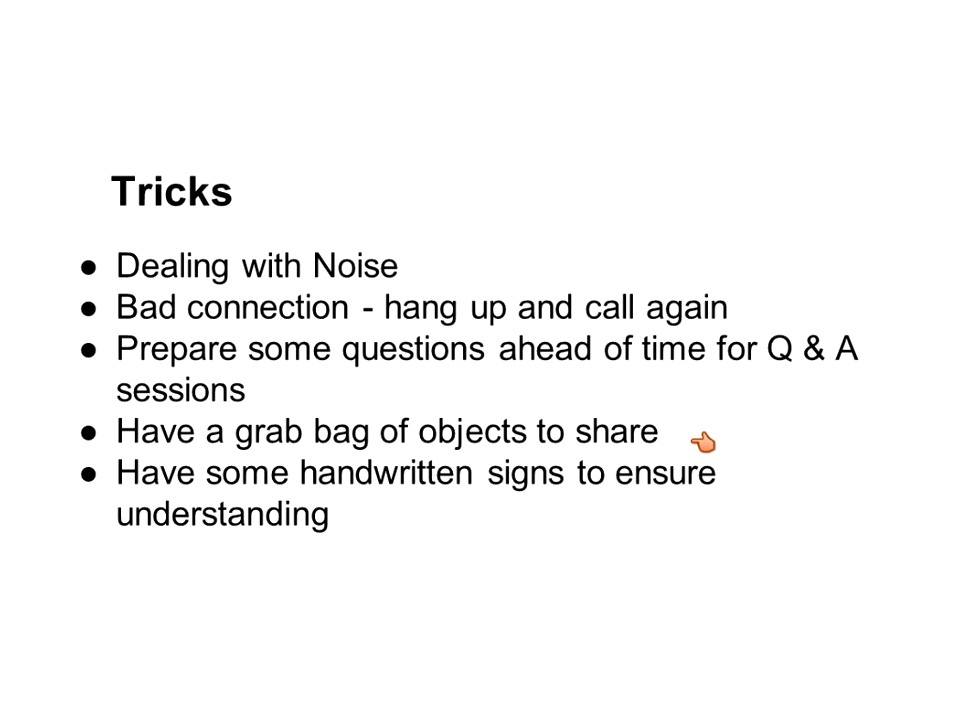 Tricks
● Dealing with Noise
● Bad connection - hang up and call again
● Prepare some questions ahead of time for Q & A
sessions
● Have a grab bag of objects to share
● Have some handwritten signs to ensure
understanding